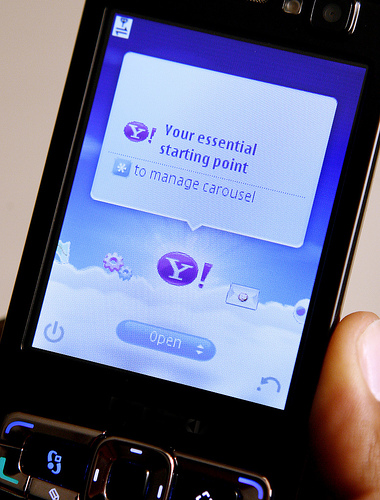 Y! Your essential
starting point
* to manage carousel
Y!
Open